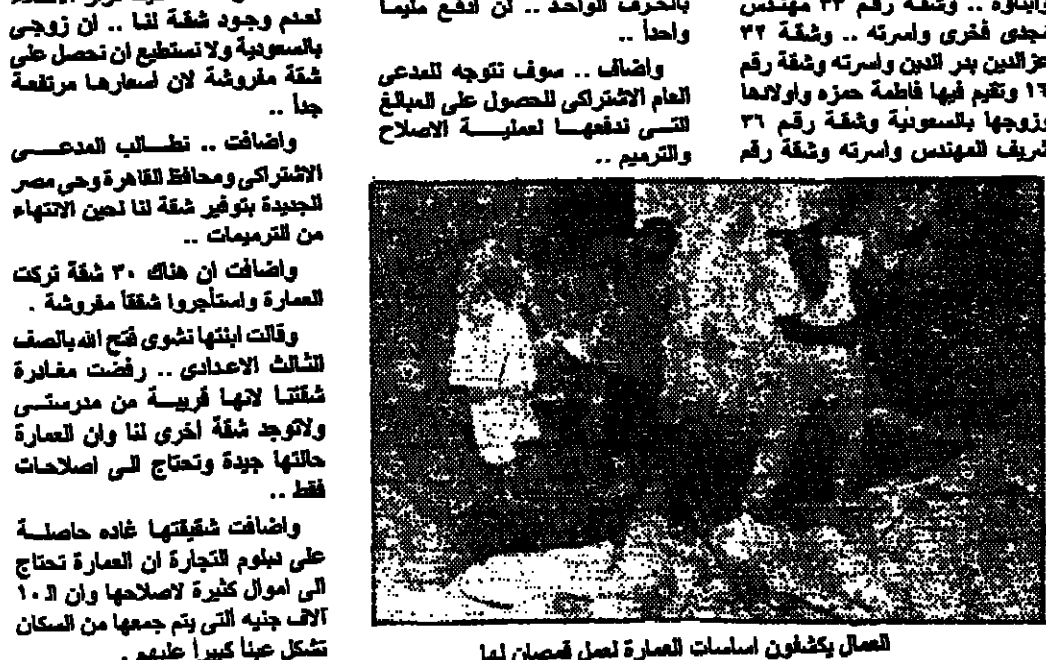 وابناؤه .. وشقة رقم ٢٣ مهندس
مجدى فخرى واسرته .. وشقة ٣٢
عزالدين بدر الدين واسرته وشقة رقم
١٦ وتقيم فيها فاطمة حمزه واولادها
وزوجها بالسعودية وشقة رقم ٣٦
شريف المهندس واسرته وشقة رقم
بالحرف الواحد .. لن ادفع مليما
واحدا ..
واضاف .. سوف نتوجه للمدعى
العام الاشتراكى للحصول على المبالغ
التى ندفعها لعملية الاصلاح
والترميم ..
العمال يكشفون اساسات العمارة لعمل قمصان لها
لعدم وجود شقة لنا .. ان زوجى
بالسعودية ولا نستطيع ان نحصل على
شقة مفروشة لان اسعارها مرتفعة
جدا ..
واضافت .. نطالب المدعى
الاشتراكى ومحافظ القاهرة وحى مصر
الجديدة بتوفير شقة لنا لحين الانتهاء
من الترميمات ..
واضافت ان هناك ٣٠ شقة تركت
العمارة واستأجروا شققا مفروشة .
وقالت ابنتها نشوى فتح الله بالصف
الثالث الاعدادى .. رفضت مغادرة
شقتنا لانها قريبة من مدرستى
ولاتوجد شقة اخرى لنا وان العمارة
حالتها جيدة وتحتاج الى اصلاحات
فقط ..
واضافت شقيقتها غاده حاصلة
على دبلوم التجارة ان العمارة تحتاج
الى اموال كثيرة لاصلاحها وان الـ ١٠
آلاف جنيه التى يتم جمعها من السكان
تشكل عبئا كبيرا عليهم .